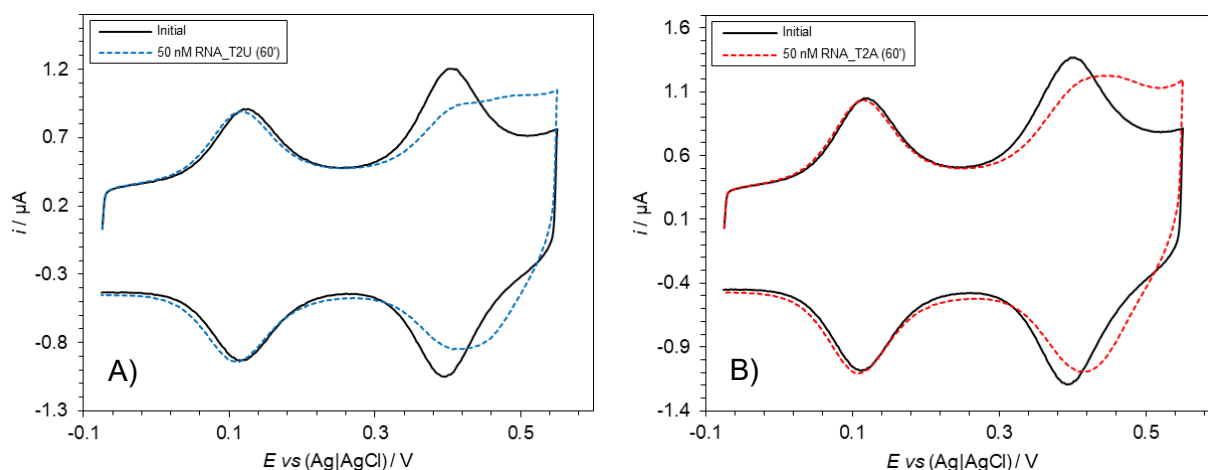 Initial
50 nM RNA_T2U (60')
1.2
0.7
0.2
-0.3
-0.8
-1.3
i / µA
A)
-0.1
0.1
0.3
0.5
E vs (Ag|AgCl) / V
Initial
50 nM RNA_T2A (60')
1.6
1.1
0.6
0.1
-0.4
-0.9
-1.4
i / µA
B)
-0.1
0.1
0.3
0.5
E vs (Ag|AgCl) / V